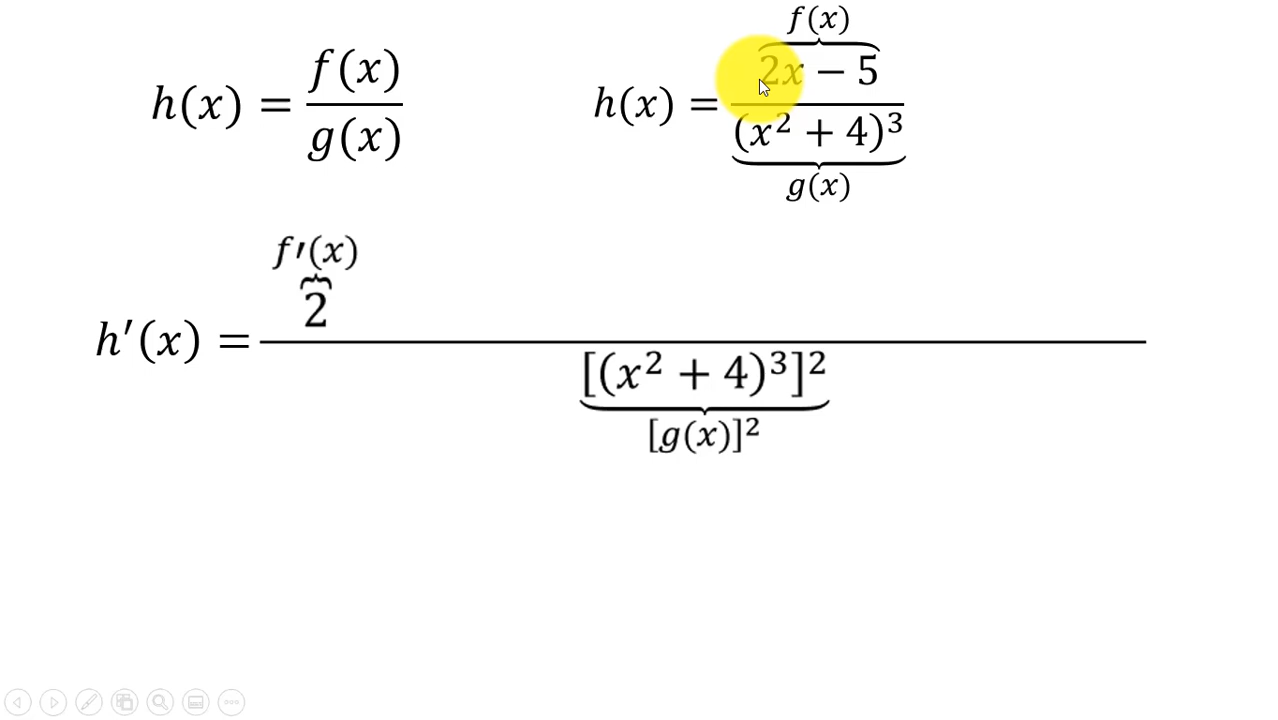 h(x) = f(x)/g(x)
f(x)
h(x) = (2x − 5)/(x² + 4)³
g(x)
f′(x)
2
h′(x) =
[(x² + 4)³]²
[g(x)]²